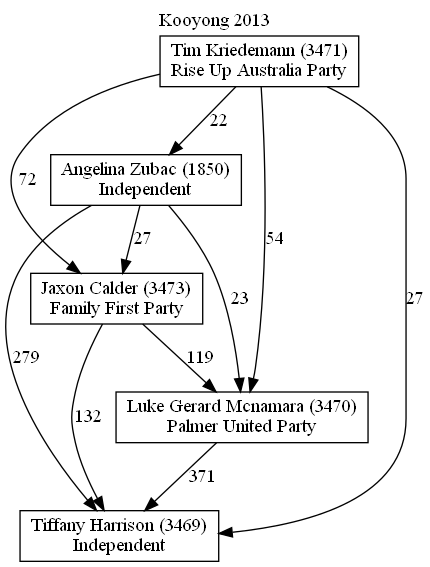 Kooyong 2013
Tim Kriedemann (3471)
Rise Up Australia Party
22
72
Angelina Zubac (1850)
Independent
54
27
27
Jaxon Calder (3473)
Family First Party
23
279
119
132
Luke Gerard Mcnamara (3470)
Palmer United Party
371
Tiffany Harrison (3469)
Independent